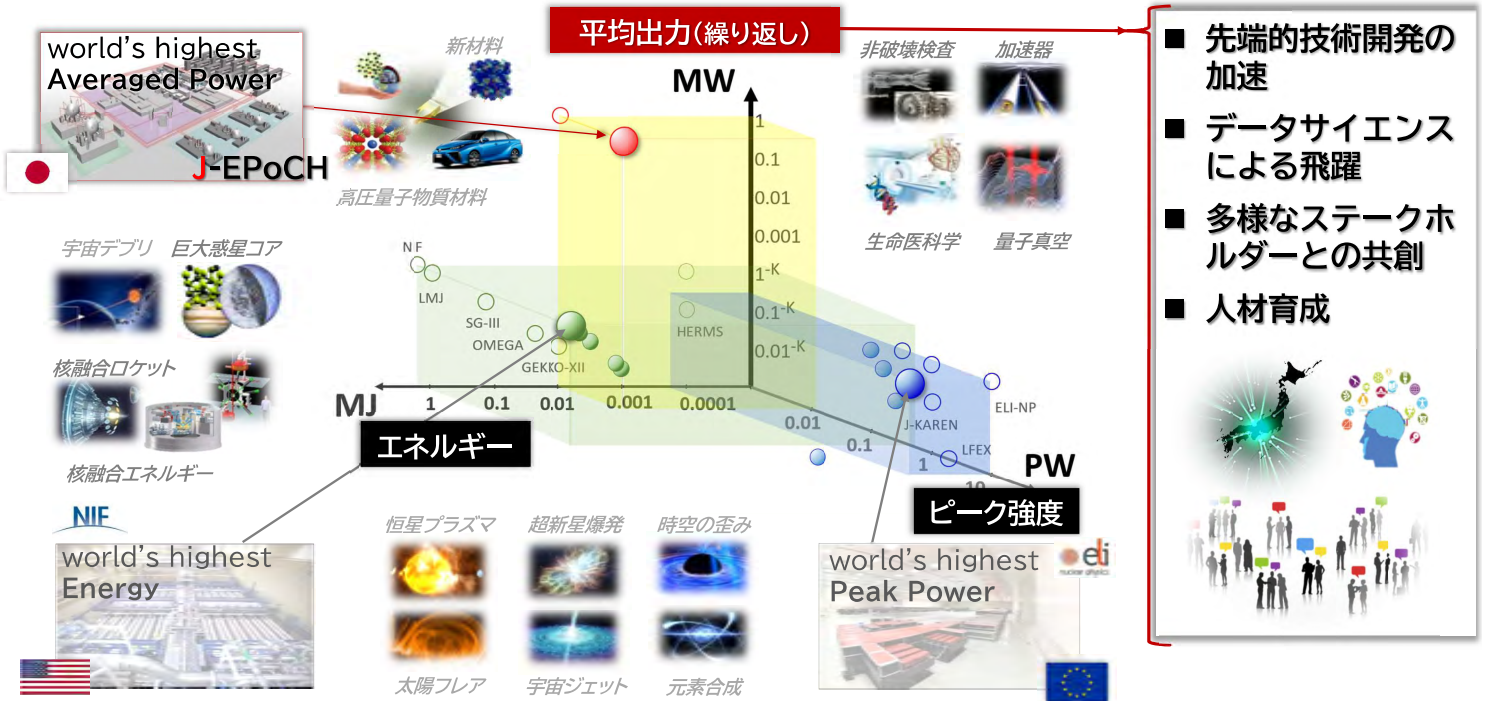 平均出力(繰り返し)
world's highest
Averaged Power
J-EPoCH
新材料
高圧量子物質材料
非破壊検査
加速器
生命医科学
量子真空
宇宙デブリ
巨大惑星コア
核融合ロケット
核融合エネルギー
MW
1
0.1
0.01
0.001
1-K
0.1-K
0.01-K
NF
LMJ
SG-III
OMEGA
GEKKO-XII
HERMS
MJ
1
0.1
0.01
0.001
0.0001
エネルギー
0.01
0.1
1
10
PW
J-KAREN
ELI-NP
LFEX
ピーク強度
NIF
world's highest
Energy
恒星プラズマ
超新星爆発
時空の歪み
太陽フレア
宇宙ジェット
元素合成
world's highest
Peak Power
eli
nuclear physics
■ 先端的技術開発の
加速
■ データサイエンス
による飛躍
■ 多様なステークホ
ルダーとの共創
■ 人材育成